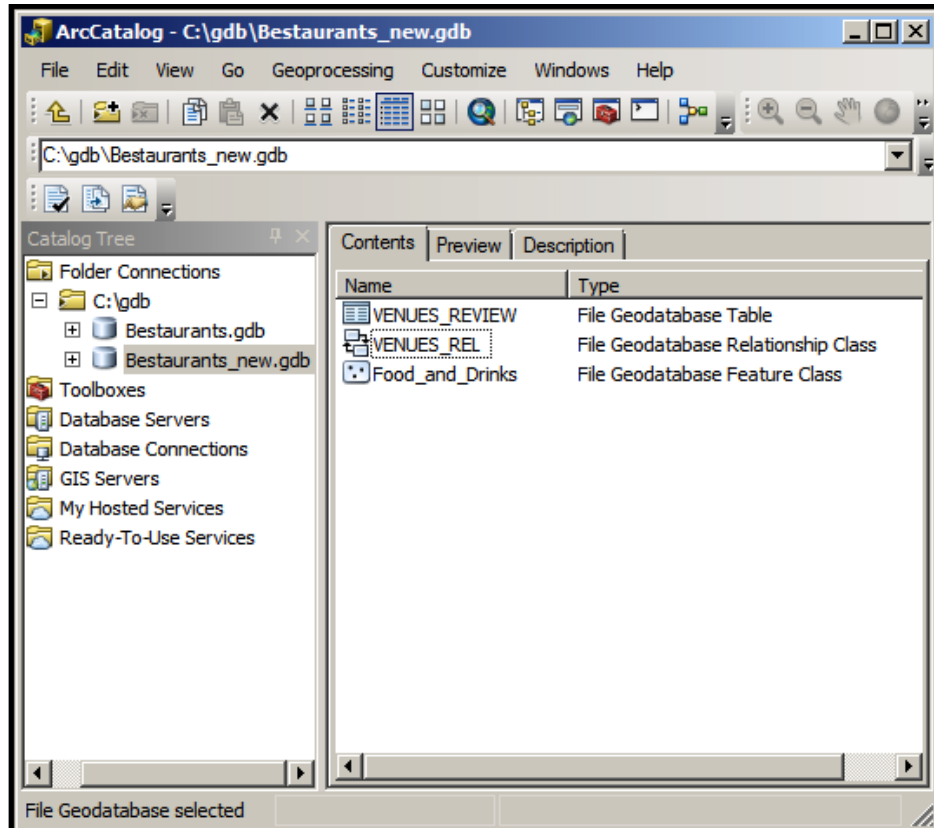 ArcCatalog - C:\gdb\Bestaurants_new.gdb
File Edit View Go Geoprocessing Customize Windows Help
C:\gdb\Bestaurants_new.gdb
Catalog Tree
Folder Connections
C:\gdb
Bestaurants.gdb
Bestaurants_new.gdb
Toolboxes
Database Servers
Database Connections
GIS Servers
My Hosted Services
Ready-To-Use Services
Contents Preview Description
Name Type
VENUES_REVIEW File Geodatabase Table
VENUES_REL File Geodatabase Relationship Class
Food_and_Drinks File Geodatabase Feature Class
File Geodatabase selected